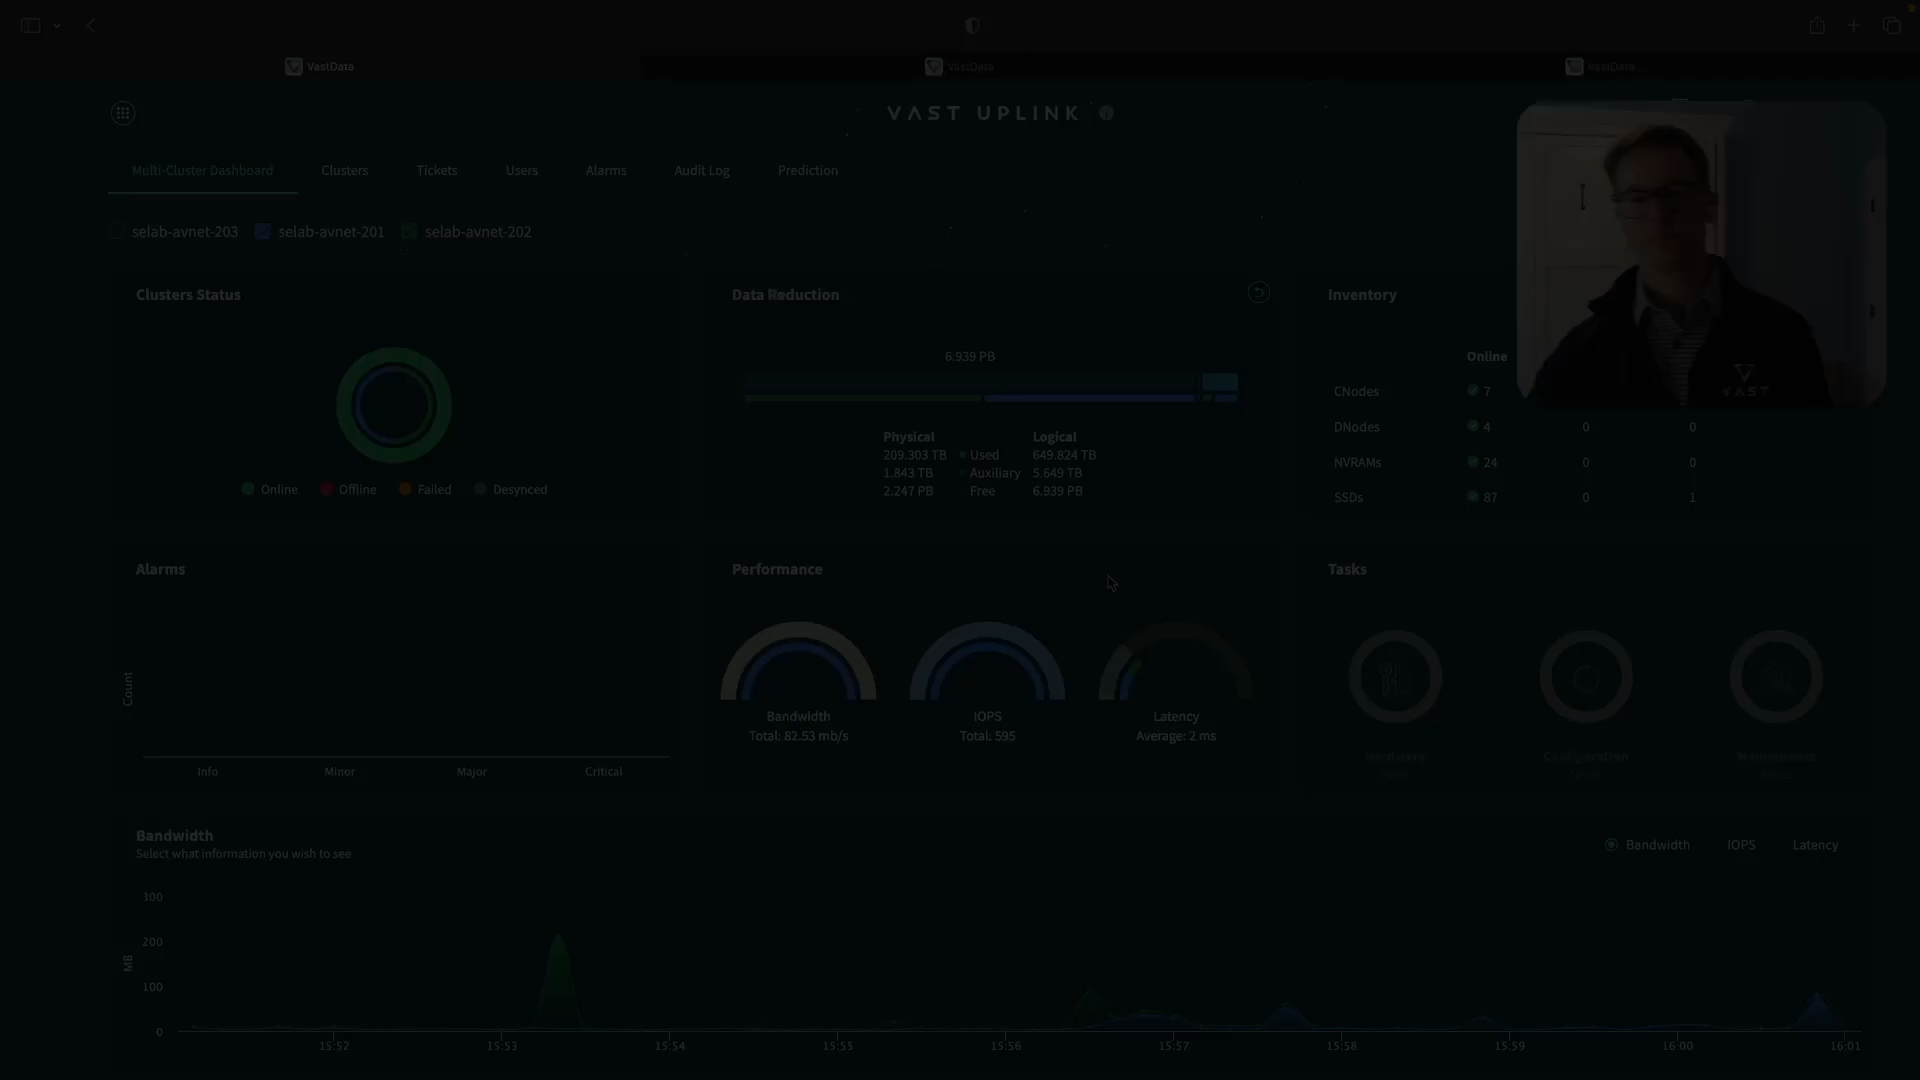 VastData
VastData
VastData
VAST UPLINK
Multi-Cluster Dashboard
Clusters
Tickets
Users
Alarms
Audit Log
Prediction
selab-avnet-203
selab-avnet-201
selab-avnet-202
Clusters Status
Online
Offline
Failed
Desynced
Data Reduction
6.939 PB
Physical
Logical
209.303 TB
Used
649.824 TB
1.843 TB
Auxiliary
5.649 TB
2.247 PB
Free
6.939 PB
Inventory
Online
CNodes
7
DNodes
4
0
0
NVRAMs
24
0
0
SSDs
87
0
1
VAST
Alarms
Count
Info
Minor
Major
Critical
Performance
Bandwidth
Total: 82.53 mb/s
IOPS
Total: 595
Latency
Average: 2 ms
Tasks
Hardware
Configuration
Maintenance
Bandwidth
Select what information you wish to see
Bandwidth
IOPS
Latency
MB
300
200
100
0
15:52
15:53
15:54
15:55
15:56
15:57
15:58
15:59
16:00
16:01